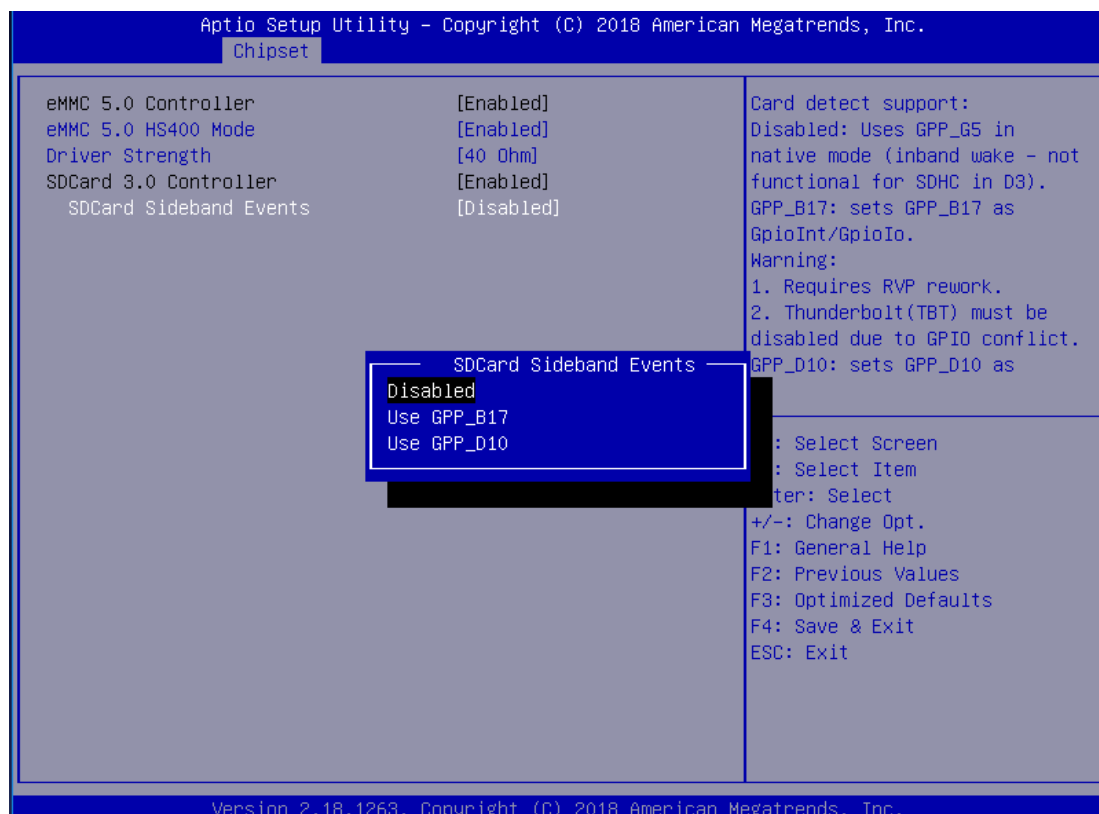 Aptio Setup Utility – Copyright (C) 2018 American Megatrends, Inc.
Chipset
eMMC 5.0 Controller [Enabled]
eMMC 5.0 HS400 Mode [Enabled]
Driver Strength [40 Ohm]
SDCard 3.0 Controller [Enabled]
SDCard Sideband Events [Disabled]
Card detect support:
Disabled: Uses GPP_G5 in
native mode (inband wake – not
functional for SDHC in D3).
GPP_B17: sets GPP_B17 as
GpioInt/GpioIo.
Warning:
1. Requires RVP rework.
2. Thunderbolt(TBT) must be
disabled due to GPIO conflict.
GPP_D10: sets GPP_D10 as
SDCard Sideband Events
Disabled
Use GPP_B17
Use GPP_D10
: Select Screen
: Select Item
ter: Select
+/-: Change Opt.
F1: General Help
F2: Previous Values
F3: Optimized Defaults
F4: Save & Exit
ESC: Exit
Version 2.18.1263. Copyright (C) 2018 American Megatrends, Inc.